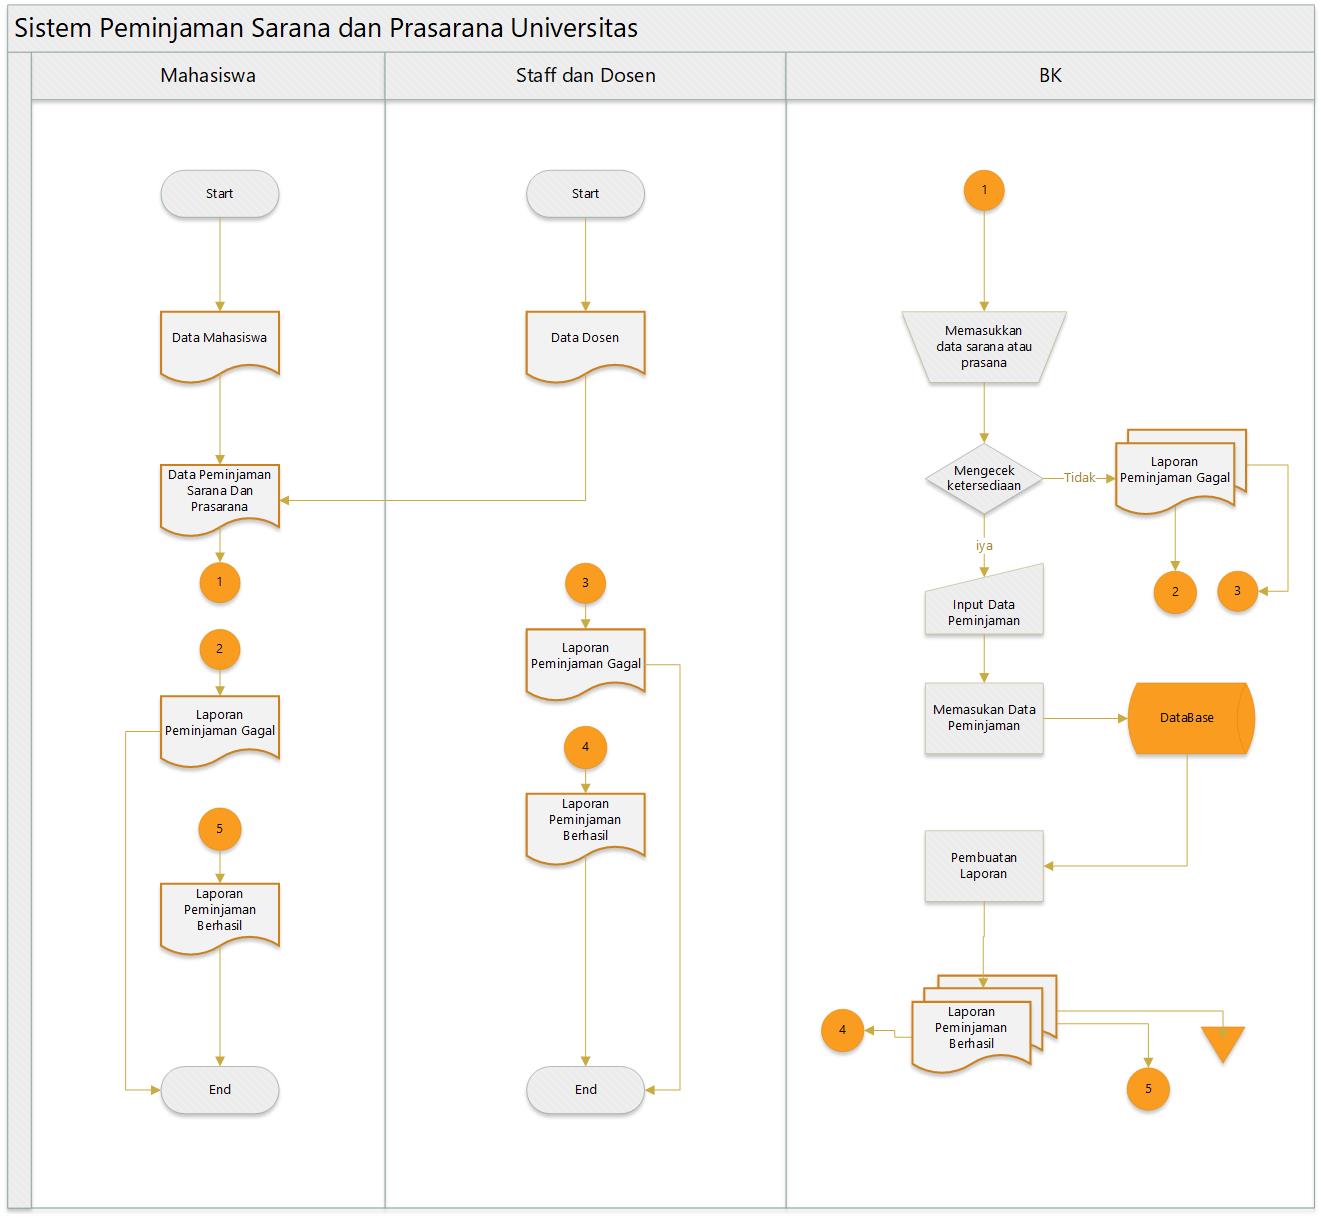 Sistem Peminjaman Sarana dan Prasarana Universitas
Mahasiswa
Staff dan Dosen
BK
Start
Data Mahasiswa
Data Peminjaman
Sarana Dan
Prasarana
1
2
Laporan
Peminjaman Gagal
5
Laporan
Peminjaman
Berhasil
End
Start
Data Dosen
3
Laporan
Peminjaman Gagal
4
Laporan
Peminjaman
Berhasil
End
1
Memasukkan
data sarana atau
prasana
Mengecek
ketersediaan
Tidak
Laporan
Peminjaman Gagal
2
3
iya
Input Data
Peminjaman
Memasukan Data
Peminjaman
DataBase
Pembuatan
Laporan
Laporan
Peminjaman
Berhasil
4
5